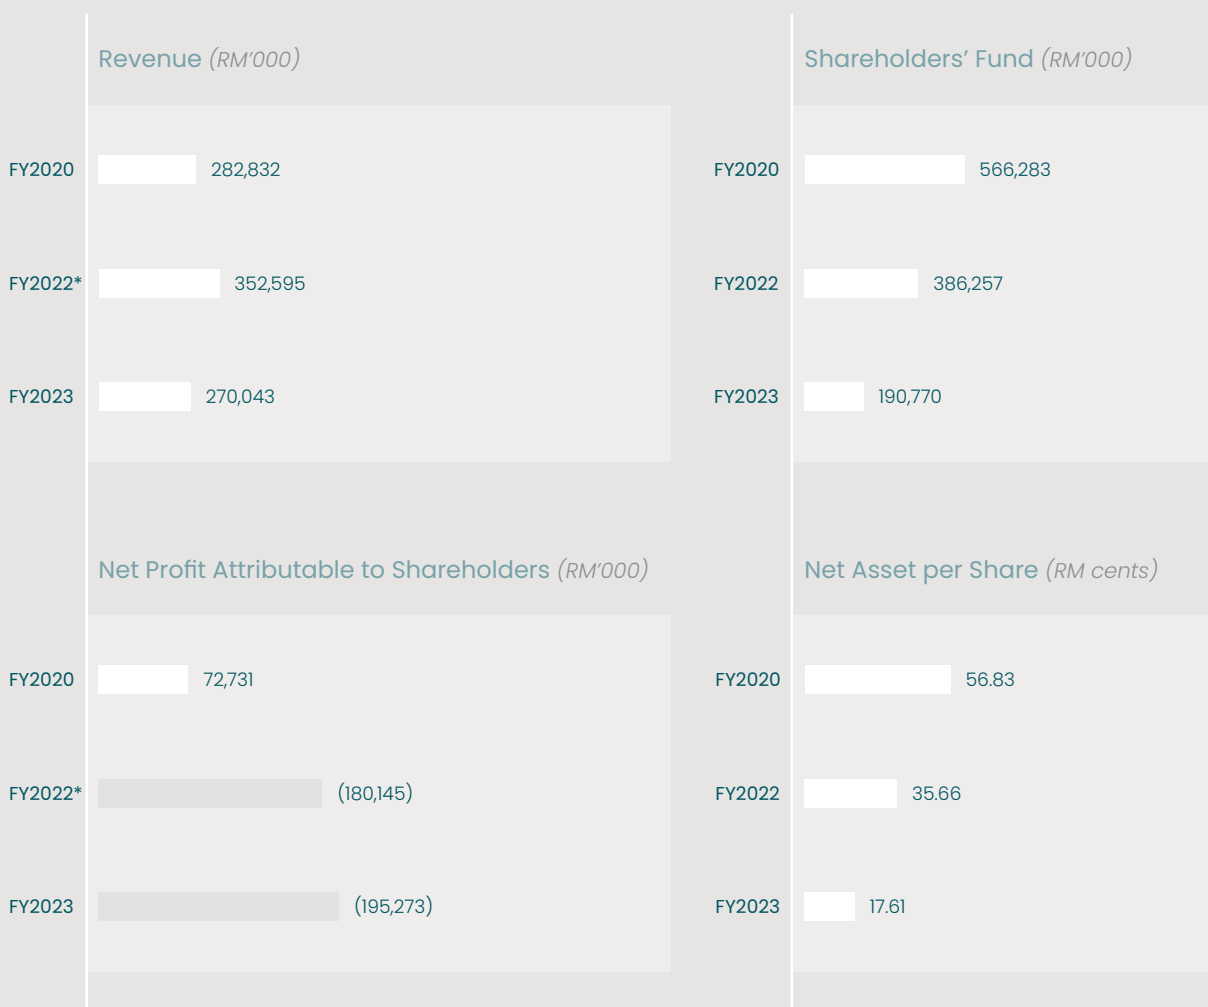 Revenue (RM’000)
FY2020 282,832
FY2022* 352,595
FY2023 270,043
Shareholders’ Fund (RM’000)
FY2020 566,283
FY2022 386,257
FY2023 190,770
Net Profit Attributable to Shareholders (RM’000)
FY2020 72,731
FY2022* (180,145)
FY2023 (195,273)
Net Asset per Share (RM cents)
FY2020 56.83
FY2022 35.66
FY2023 17.61